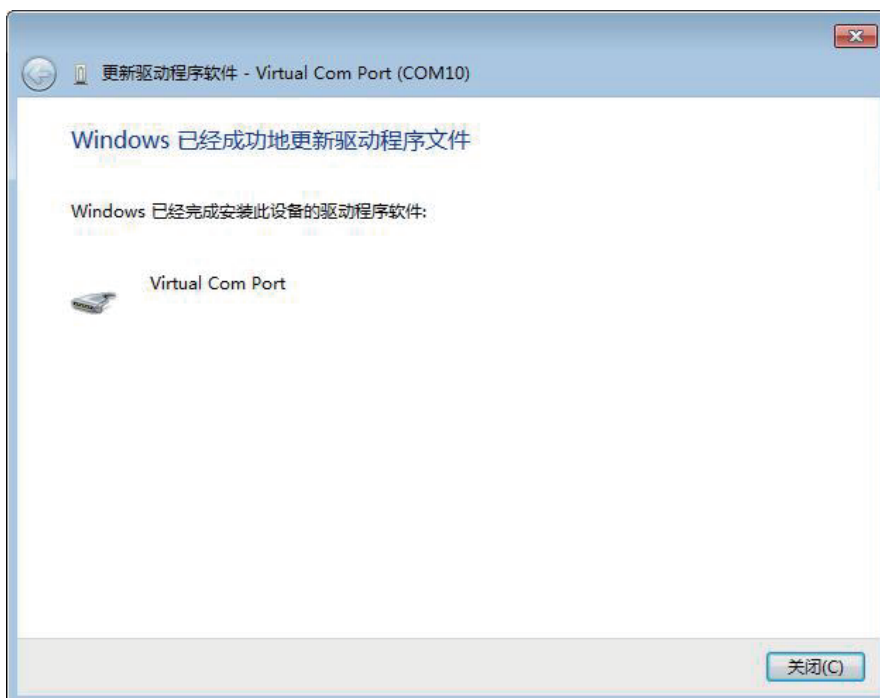 更新驱动程序软件 - Virtual Com Port (COM10)
Windows 已经成功地更新驱动程序文件
Windows 已经完成安装此设备的驱动程序软件:
Virtual Com Port
关闭(C)